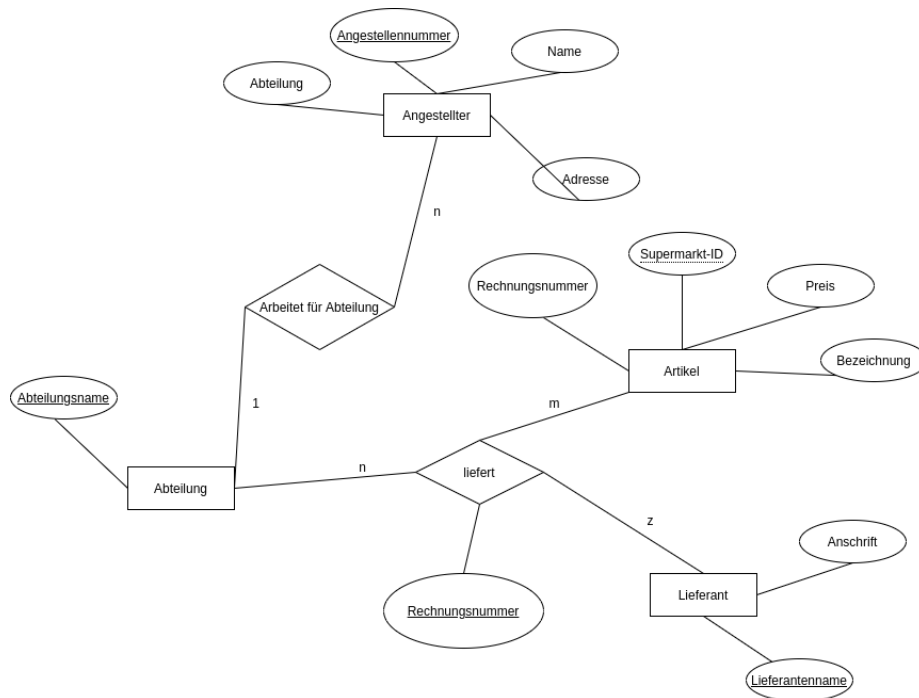 Angestellennummer
Name
Abteilung
Angestellter
Adresse
n
Supermarkt-ID
Rechnungsnummer
Preis
Arbeitet für Abteilung
Bezeichnung
Artikel
Abteilungsname
1
m
n
liefert
Abteilung
z
Anschrift
Lieferant
Rechnungsnummer
Lieferantenname